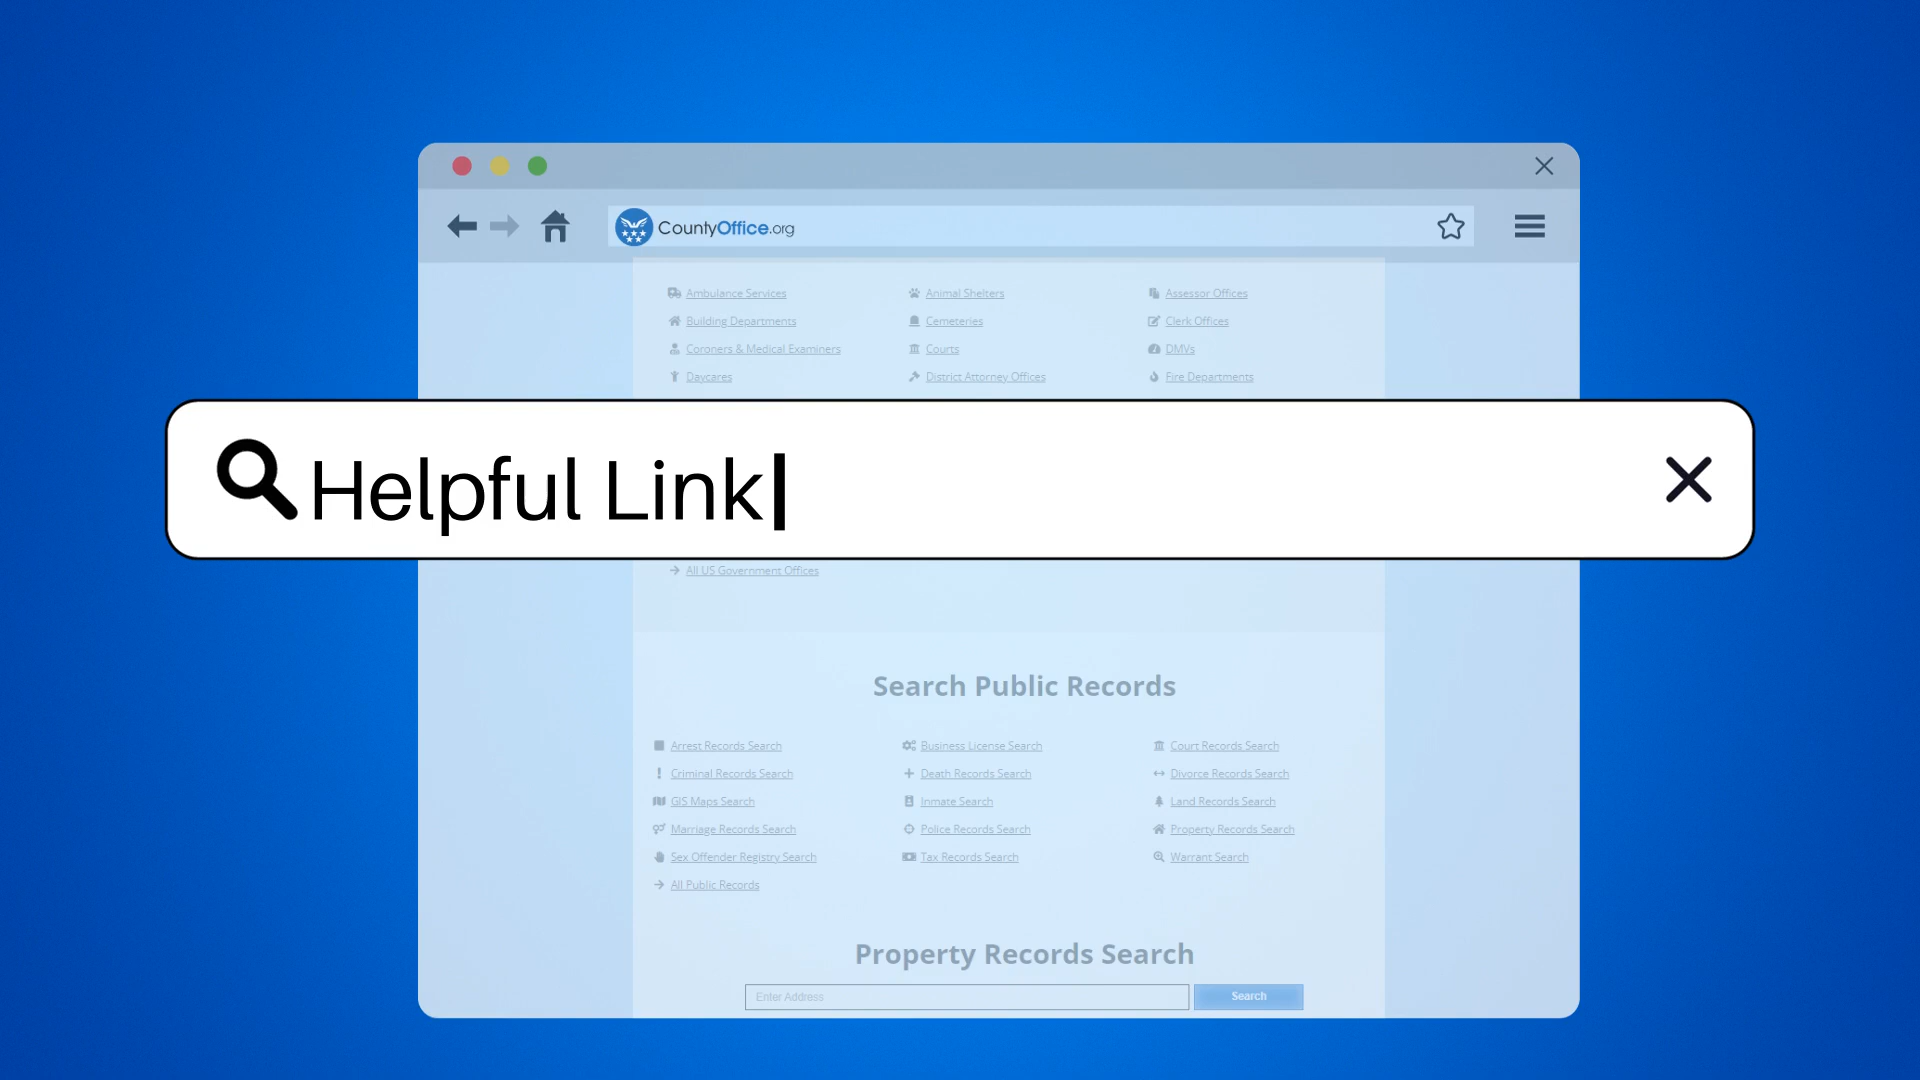 CountyOffice.org
Ambulance Services Animal Shelters Assessor Offices
Building Departments Cemeteries Clerk Offices
Coroners & Medical Examiners Courts DMVs
Daycares District Attorney Offices Fire Departments
Helpful Link
All US Government Offices
Search Public Records
Arrest Records Search Business License Search Court Records Search
Criminal Records Search Death Records Search Divorce Records Search
GIS Maps Search Inmate Search Land Records Search
Marriage Records Search Police Records Search Property Records Search
Sex Offender Registry Search Tax Records Search Warrant Search
All Public Records
Property Records Search
Enter Address Search